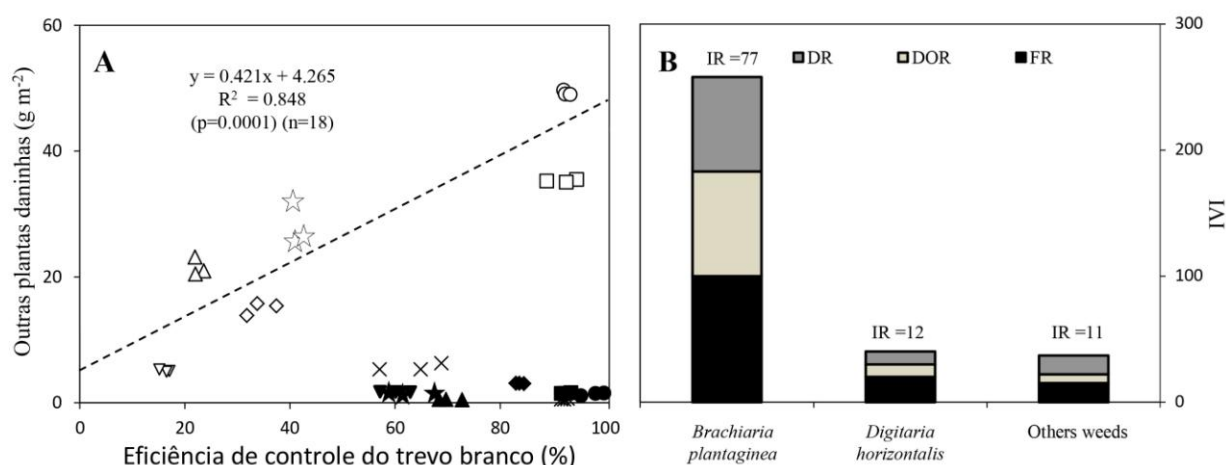 A
y = 0.421x + 4.265
R² = 0.848
(p=0.0001) (n=18)
Outras plantas daninhas (g m⁻²)
60
40
20
0
0
20
40
60
80
100
Eficiência de controle do trevo branco (%)
B
IR =77
DR
DOR
FR
IR =12
IR =11
300
200
100
0
IVI
Brachiaria
plantaginea
Digitaria
horizontalis
Others weeds